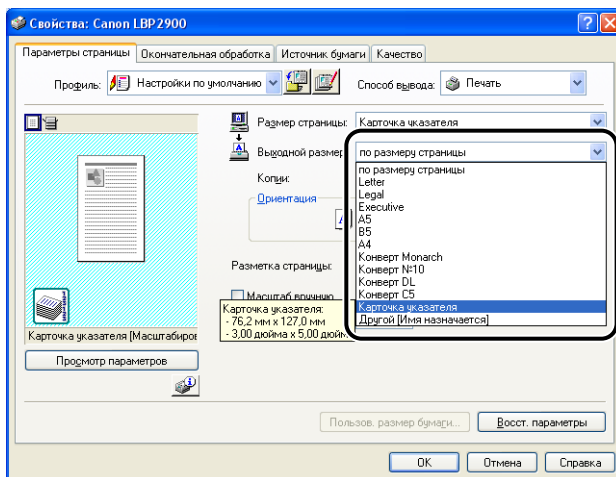 Свойства: Canon LBP2900
Параметры страницы Окончательная обработка Источник бумаги Качество
Профиль: Настройки по умолчанию Способ вывода: Печать
Размер страницы: Карточка указателя
Выходной размер по размеру страницы
по размеру страницы
Letter
Legal
Executive
A5
B5
A4
Конверт Monarch
Конверт №10
Конверт DL
Конверт C5
Карточка указателя
Другой [Имя назначается]
Копии:
Ориентация
A
Разметка страницы:
Масштаб вручную
Карточка указателя:
- 76,2 мм x 127,0 мм
- 3,00 дюйма x 5,00 дюйм
Карточка указателя [Масштабиров
Просмотр параметров
Пользов. размер бумаги... Восст. параметры
OK Отмена Справка